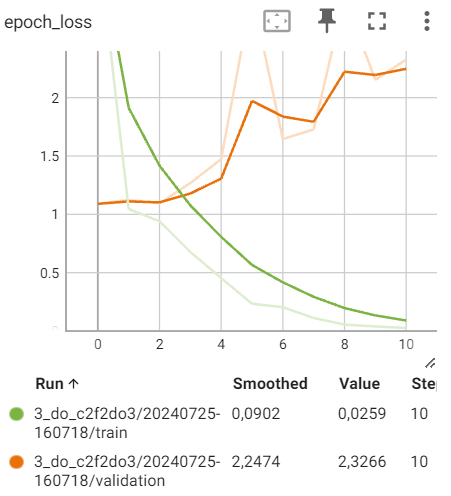 epoch_loss
2
1.5
1
0.5
0
0 2 4 6 8 10
Run ↑ Smoothed Value Step
3_do_c2f2do3/20240725- 0,0902 0,0259 10
160718/train
3_do_c2f2do3/20240725- 2,2474 2,3266 10
160718/validation